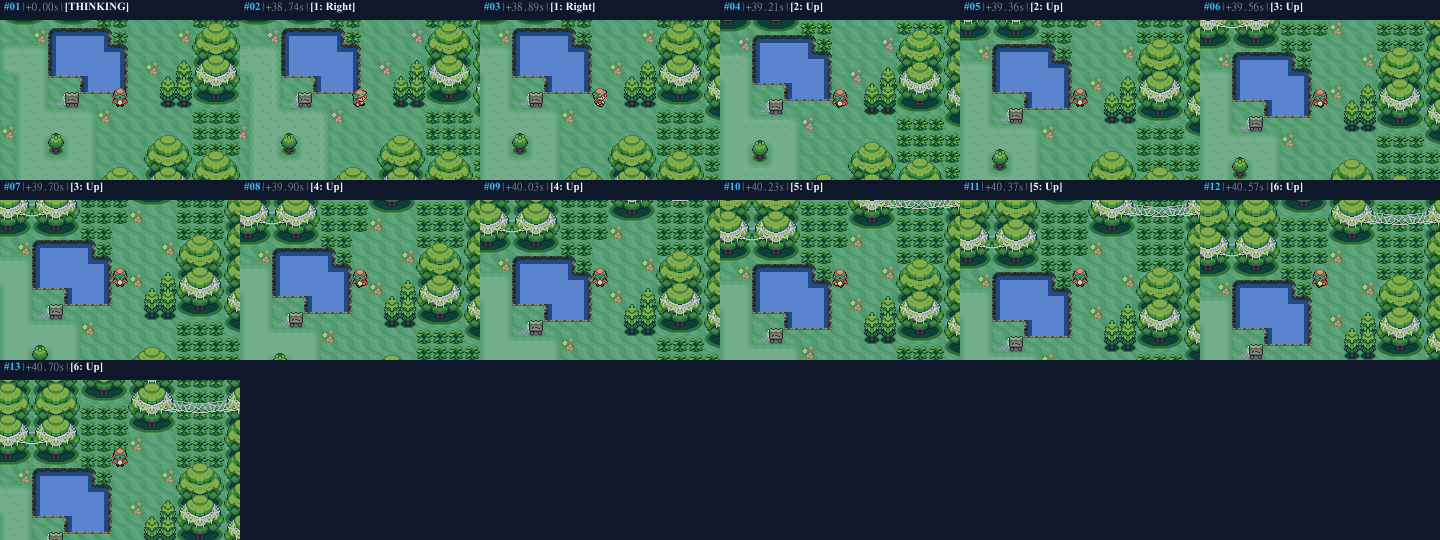 #01 | +0.00s | [THINKING]
#02 | +38.74s | [1: Right]
#03 | +38.89s | [1: Right]
#04 | +39.21s | [2: Up]
#05 | +39.36s | [2: Up]
#06 | +39.56s | [3: Up]
#07 | +39.70s | [3: Up]
#08 | +39.90s | [4: Up]
#09 | +40.03s | [4: Up]
#10 | +40.23s | [5: Up]
#11 | +40.37s | [5: Up]
#12 | +40.57s | [6: Up]
#13 | +40.70s | [6: Up]